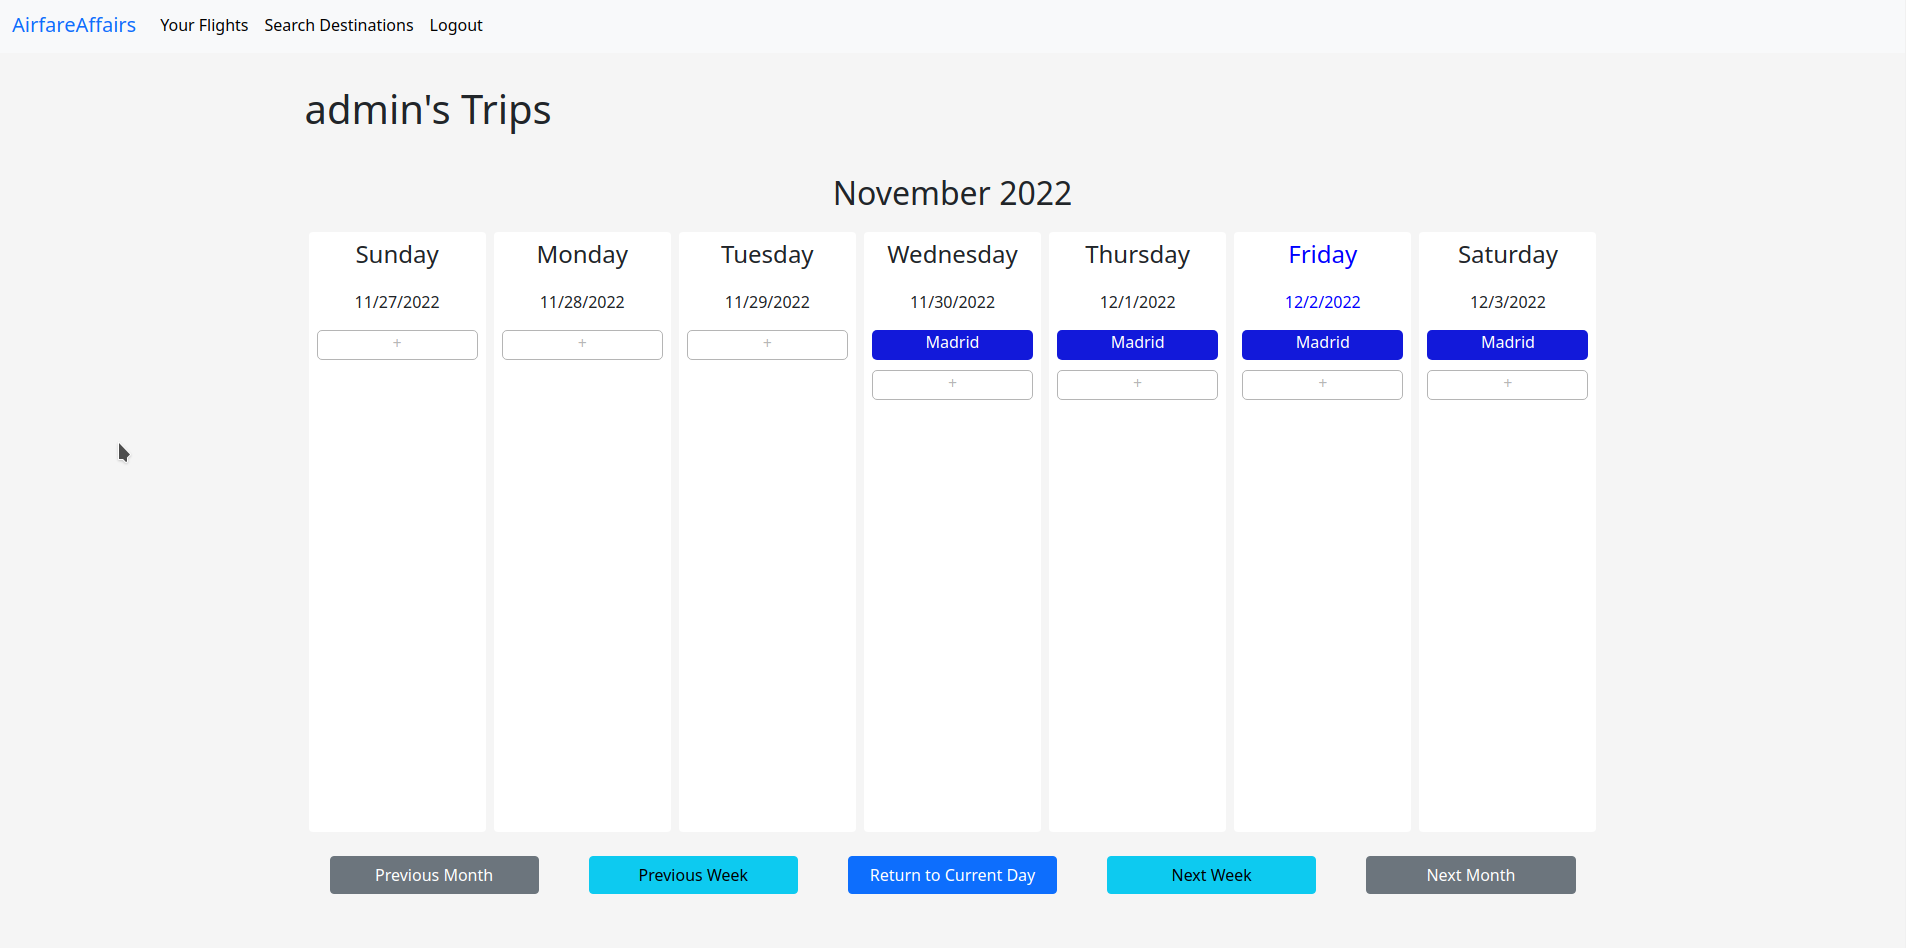 AirfareAffairs Your Flights Search Destinations Logout
admin's Trips
November 2022
Sunday Monday Tuesday Wednesday Thursday Friday Saturday
11/27/2022 11/28/2022 11/29/2022 11/30/2022 12/1/2022 12/2/2022 12/3/2022
+ + + Madrid Madrid Madrid Madrid
+ + + +
Previous Month Previous Week Return to Current Day Next Week Next Month